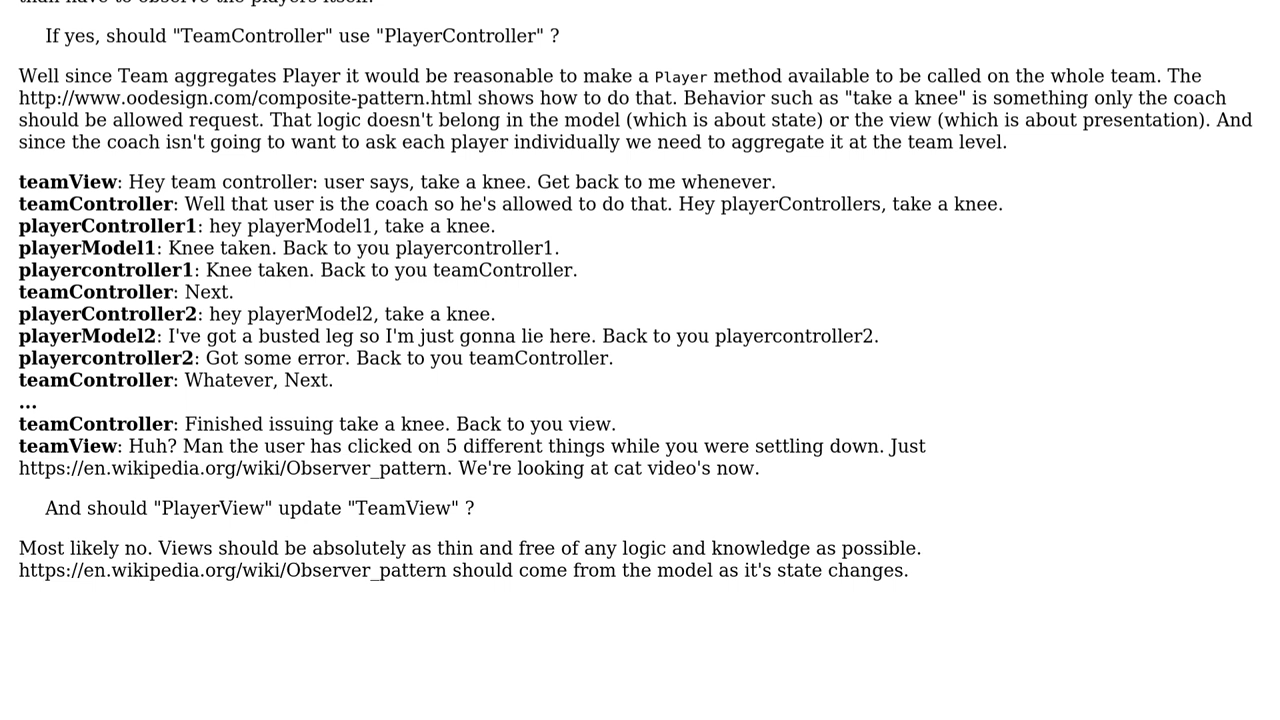 than have to observe the players itself.
If yes, should "TeamController" use "PlayerController" ?
Well since Team aggregates Player it would be reasonable to make a Player method available to be called on the whole team. The
http://www.oodesign.com/composite-pattern.html shows how to do that. Behavior such as "take a knee" is something only the coach
should be allowed request. That logic doesn't belong in the model (which is about state) or the view (which is about presentation). And
since the coach isn't going to want to ask each player individually we need to aggregate it at the team level.
teamView: Hey team controller: user says, take a knee. Get back to me whenever.
teamController: Well that user is the coach so he's allowed to do that. Hey playerControllers, take a knee.
playerController1: hey playerModel1, take a knee.
playerModel1: Knee taken. Back to you playercontroller1.
playercontroller1: Knee taken. Back to you teamController.
teamController: Next.
playerController2: hey playerModel2, take a knee.
playerModel2: I've got a busted leg so I'm just gonna lie here. Back to you playercontroller2.
playercontroller2: Got some error. Back to you teamController.
teamController: Whatever, Next.
...
teamController: Finished issuing take a knee. Back to you view.
teamView: Huh? Man the user has clicked on 5 different things while you were settling down. Just
https://en.wikipedia.org/wiki/Observer_pattern. We're looking at cat video's now.
And should "PlayerView" update "TeamView" ?
Most likely no. Views should be absolutely as thin and free of any logic and knowledge as possible.
https://en.wikipedia.org/wiki/Observer_pattern should come from the model as it's state changes.